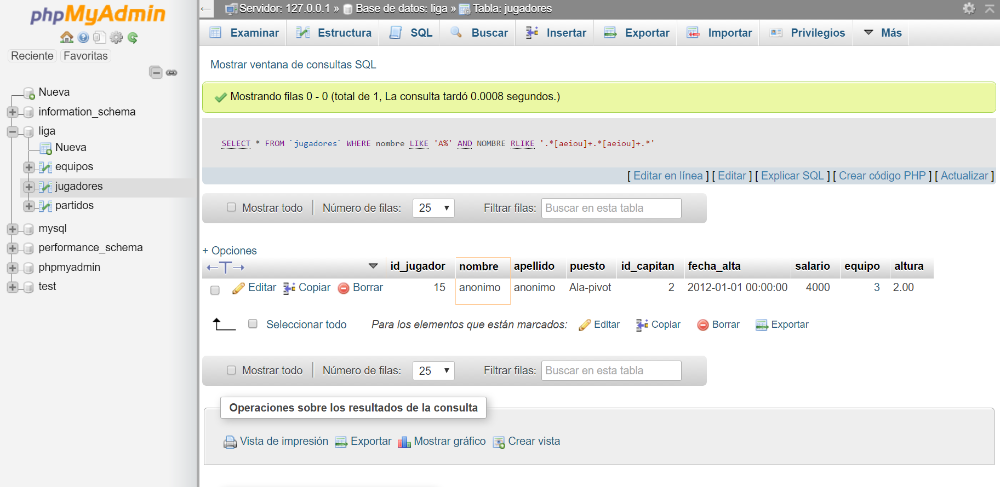 phpMyAdmin
Reciente Favoritas
Nueva
information_schema
liga
Nueva
equipos
jugadores
partidos
mysql
performance_schema
phpmyadmin
test
← Servidor: 127.0.0.1 » Base de datos: liga » Tabla: jugadores
Examinar Estructura SQL Buscar Insertar Exportar Importar Privilegios Más
Mostrar ventana de consultas SQL
Mostrando filas 0 - 0 (total de 1, La consulta tardó 0.0008 segundos.)
SELECT * FROM `jugadores` WHERE nombre LIKE 'A%' AND NOMBRE RLIKE '.*[aeiou]+.*[aeiou]+.*'
[ Editar en línea ] [ Editar ] [ Explicar SQL ] [ Crear código PHP ] [ Actualizar ]
Mostrar todo Número de filas: 25 Filtrar filas: Buscar en esta tabla
+ Opciones
←T→ id_jugador nombre apellido puesto id_capitan fecha_alta salario equipo altura
Editar Copiar Borrar 15 anonimo anonimo Ala-pivot 2 2012-01-01 00:00:00 4000 3 2.00
Seleccionar todo Para los elementos que están marcados: Editar Copiar Borrar Exportar
Mostrar todo Número de filas: 25 Filtrar filas: Buscar en esta tabla
Operaciones sobre los resultados de la consulta
Vista de impresión Exportar Mostrar gráfico Crear vista